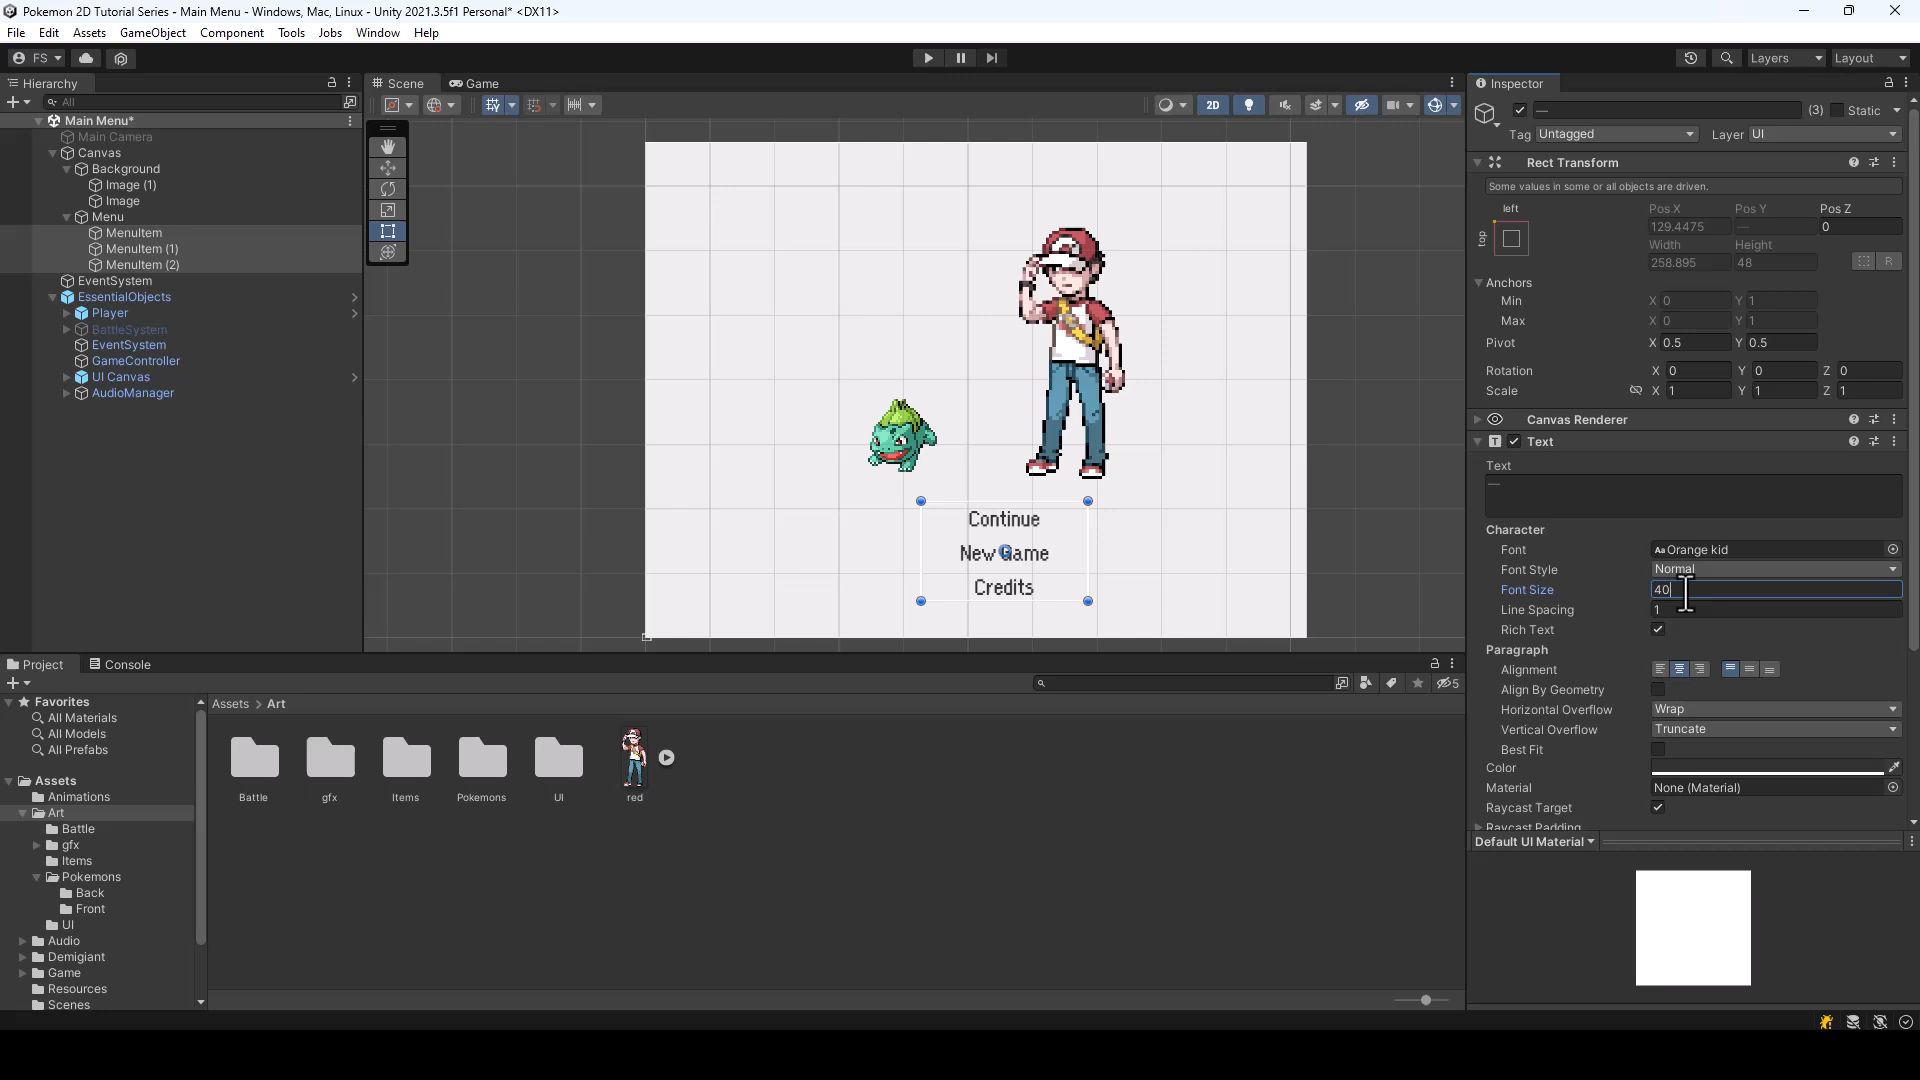 Pokemon 2D Tutorial Series - Main Menu - Windows, Mac, Linux - Unity 2021.3.5f1 Personal* <DX11>
File Edit Assets GameObject Component Tools Jobs Window Help
FS Layers Layout
Hierarchy Scene Game Inspector
All 2D — (3) Static
Tag Untagged Layer UI
Main Menu*
Main Camera
Canvas
Background
Image (1)
Image
Menu
MenuItem
MenuItem (1)
MenuItem (2)
EventSystem
EssentialObjects
Player
BattleSystem
EventSystem
GameController
UI Canvas
AudioManager
Continue
New Game
Credits
Rect Transform
Some values in some or all objects are driven.
left Pos X Pos Y Pos Z
top 129.4475 — 0
Width Height
258.895 48 R
Anchors
Min X 0 Y 1
Max X 0 Y 1
Pivot X 0.5 Y 0.5
Rotation X 0 Y 0 Z 0
Scale X 1 Y 1 Z 1
Canvas Renderer
Text
Text
—
Character
Font Aa Orange kid
Font Style Normal
Font Size 40
Line Spacing 1
Rich Text
Paragraph
Alignment
Align By Geometry
Horizontal Overflow Wrap
Vertical Overflow Truncate
Best Fit
Color
Material None (Material)
Raycast Target
Raycast Padding
Default UI Material
Project Console
5
Favorites
All Materials
All Models
All Prefabs
Assets
Animations
Art
Battle
gfx
Items
Pokemons
Back
Front
UI
Audio
Demigiant
Game
Resources
Scenes
Assets > Art
Battle gfx Items Pokemons UI red